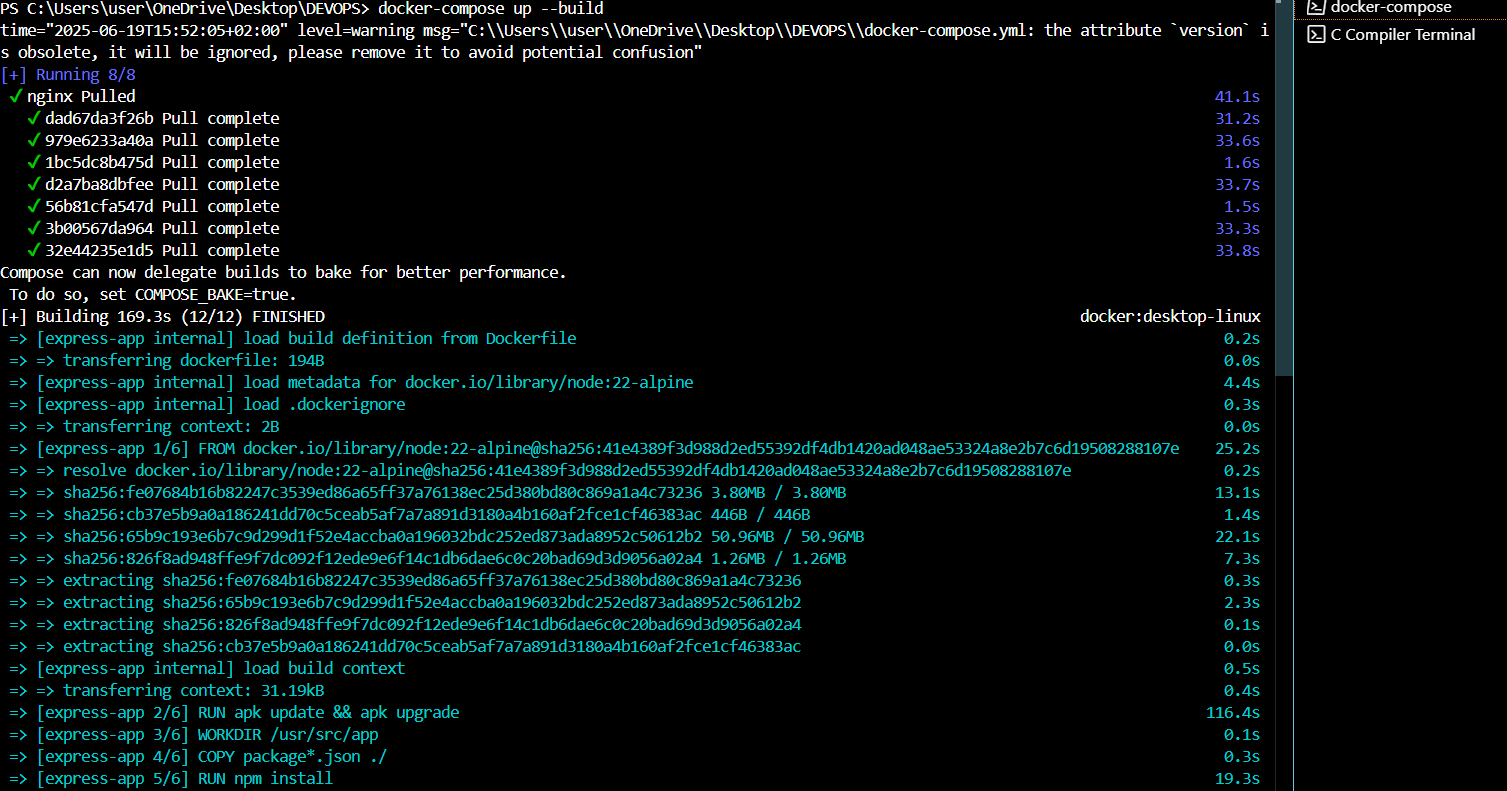 PS C:\Users\user\OneDrive\Desktop\DEVOPS> docker-compose up --build
time="2025-06-19T15:52:05+02:00" level=warning msg="C:\\Users\\user\\OneDrive\\Desktop\\DEVOPS\\docker-compose.yml: the attribute `version` i
s obsolete, it will be ignored, please remove it to avoid potential confusion"
[+] Running 8/8
✔ nginx Pulled 41.1s
✔ dad67da3f26b Pull complete 31.2s
✔ 979e6233a40a Pull complete 33.6s
✔ 1bc5dc8b475d Pull complete 1.6s
✔ d2a7ba8dbfee Pull complete 33.7s
✔ 56b81cfa547d Pull complete 1.5s
✔ 3b00567da964 Pull complete 33.3s
✔ 32e44235e1d5 Pull complete 33.8s
Compose can now delegate builds to bake for better performance.
To do so, set COMPOSE_BAKE=true.
[+] Building 169.3s (12/12) FINISHED docker:desktop-linux
=> [express-app internal] load build definition from Dockerfile 0.2s
=> => transferring dockerfile: 194B 0.0s
=> [express-app internal] load metadata for docker.io/library/node:22-alpine 4.4s
=> [express-app internal] load .dockerignore 0.3s
=> => transferring context: 2B 0.0s
=> [express-app 1/6] FROM docker.io/library/node:22-alpine@sha256:41e4389f3d988d2ed55392df4db1420ad048ae53324a8e2b7c6d19508288107e 25.2s
=> => resolve docker.io/library/node:22-alpine@sha256:41e4389f3d988d2ed55392df4db1420ad048ae53324a8e2b7c6d19508288107e 0.2s
=> => sha256:fe07684b16b82247c3539ed86a65ff37a76138ec25d380bd80c869a1a4c73236 3.80MB / 3.80MB 13.1s
=> => sha256:cb37e5b9a0a186241dd70c5ceab5af7a7a891d3180a4b160af2fce1cf46383ac 446B / 446B 1.4s
=> => sha256:65b9c193e6b7c9d299d1f52e4accba0a196032bdc252ed873ada8952c50612b2 50.96MB / 50.96MB 22.1s
=> => sha256:826f8ad948ffe9f7dc092f12ede9e6f14c1db6dae6c0c20bad69d3d9056a02a4 1.26MB / 1.26MB 7.3s
=> => extracting sha256:fe07684b16b82247c3539ed86a65ff37a76138ec25d380bd80c869a1a4c73236 0.3s
=> => extracting sha256:65b9c193e6b7c9d299d1f52e4accba0a196032bdc252ed873ada8952c50612b2 2.3s
=> => extracting sha256:826f8ad948ffe9f7dc092f12ede9e6f14c1db6dae6c0c20bad69d3d9056a02a4 0.1s
=> => extracting sha256:cb37e5b9a0a186241dd70c5ceab5af7a7a891d3180a4b160af2fce1cf46383ac 0.0s
=> [express-app internal] load build context 0.5s
=> => transferring context: 31.19kB 0.4s
=> [express-app 2/6] RUN apk update && apk upgrade 116.4s
=> [express-app 3/6] WORKDIR /usr/src/app 0.1s
=> [express-app 4/6] COPY package*.json ./ 0.3s
=> [express-app 5/6] RUN npm install 19.3s
docker-compose
C Compiler Terminal